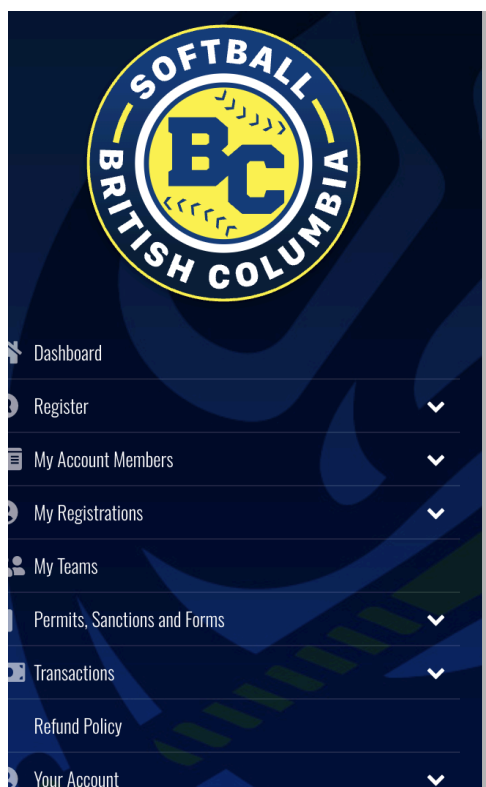 SOFTBALL
BC
BRITISH COLUMBIA
Dashboard
Register
My Account Members
My Registrations
My Teams
Permits, Sanctions and Forms
Transactions
Refund Policy
Your Account